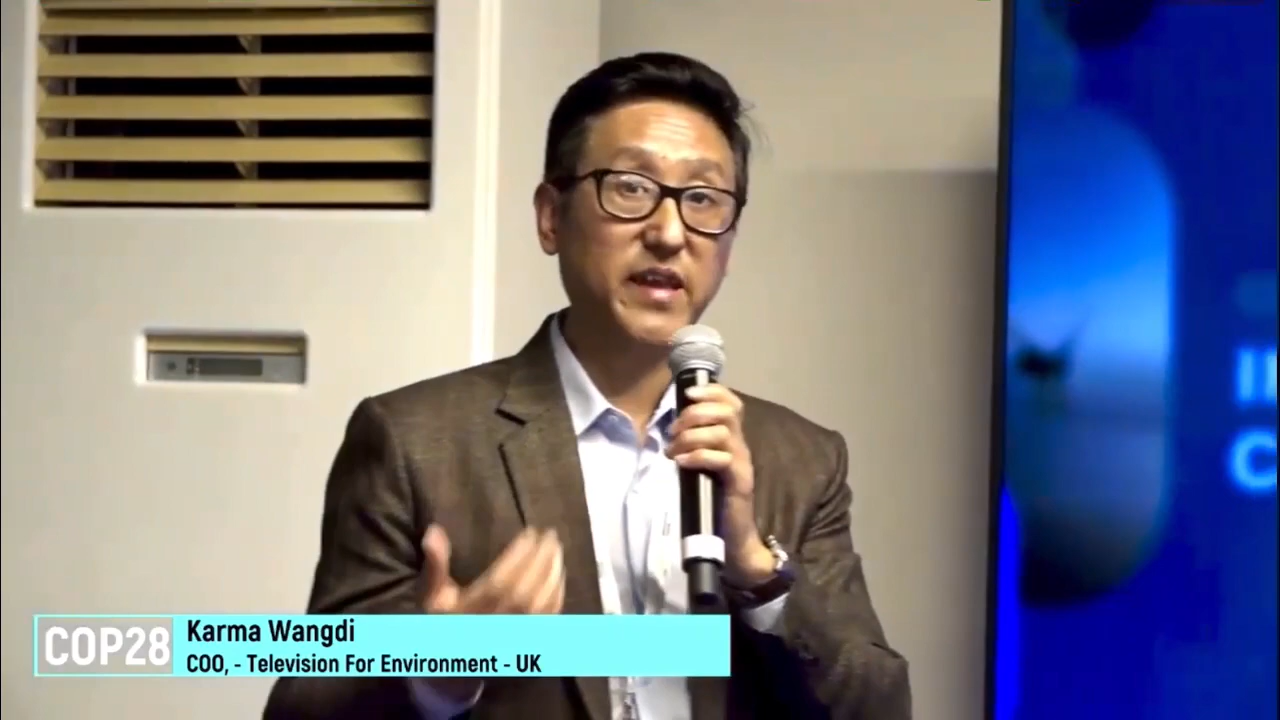 COP28
Karma Wangdi
COO, - Television For Environment - UK